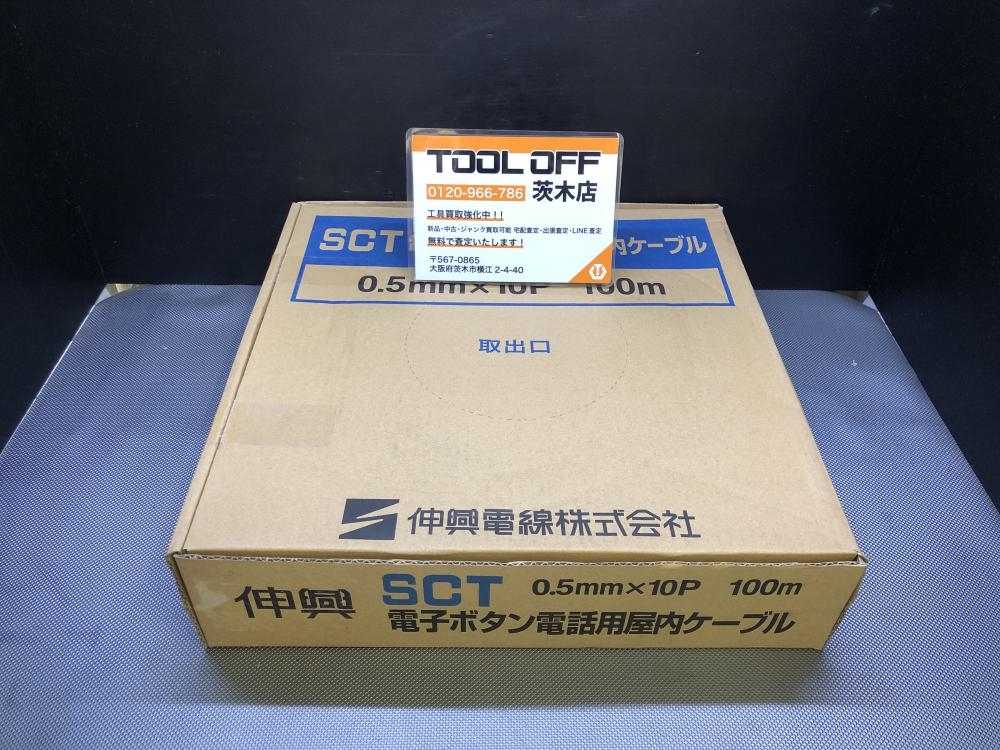 TOOL OFF
0120-966-786 茨木店
工具買取強化中!!
新品・中古・ジャンク買取可能 宅配査定・出張査定・LINE査定
無料で査定いたします!
〒567-0865
大阪府茨木市横江 2-4-40
SCT 内ケーブル
0.5mm×10P 100m
取出口
伸興電線株式会社
伸興 SCT 0.5mm×10P 100m
電子ボタン電話用屋内ケーブル